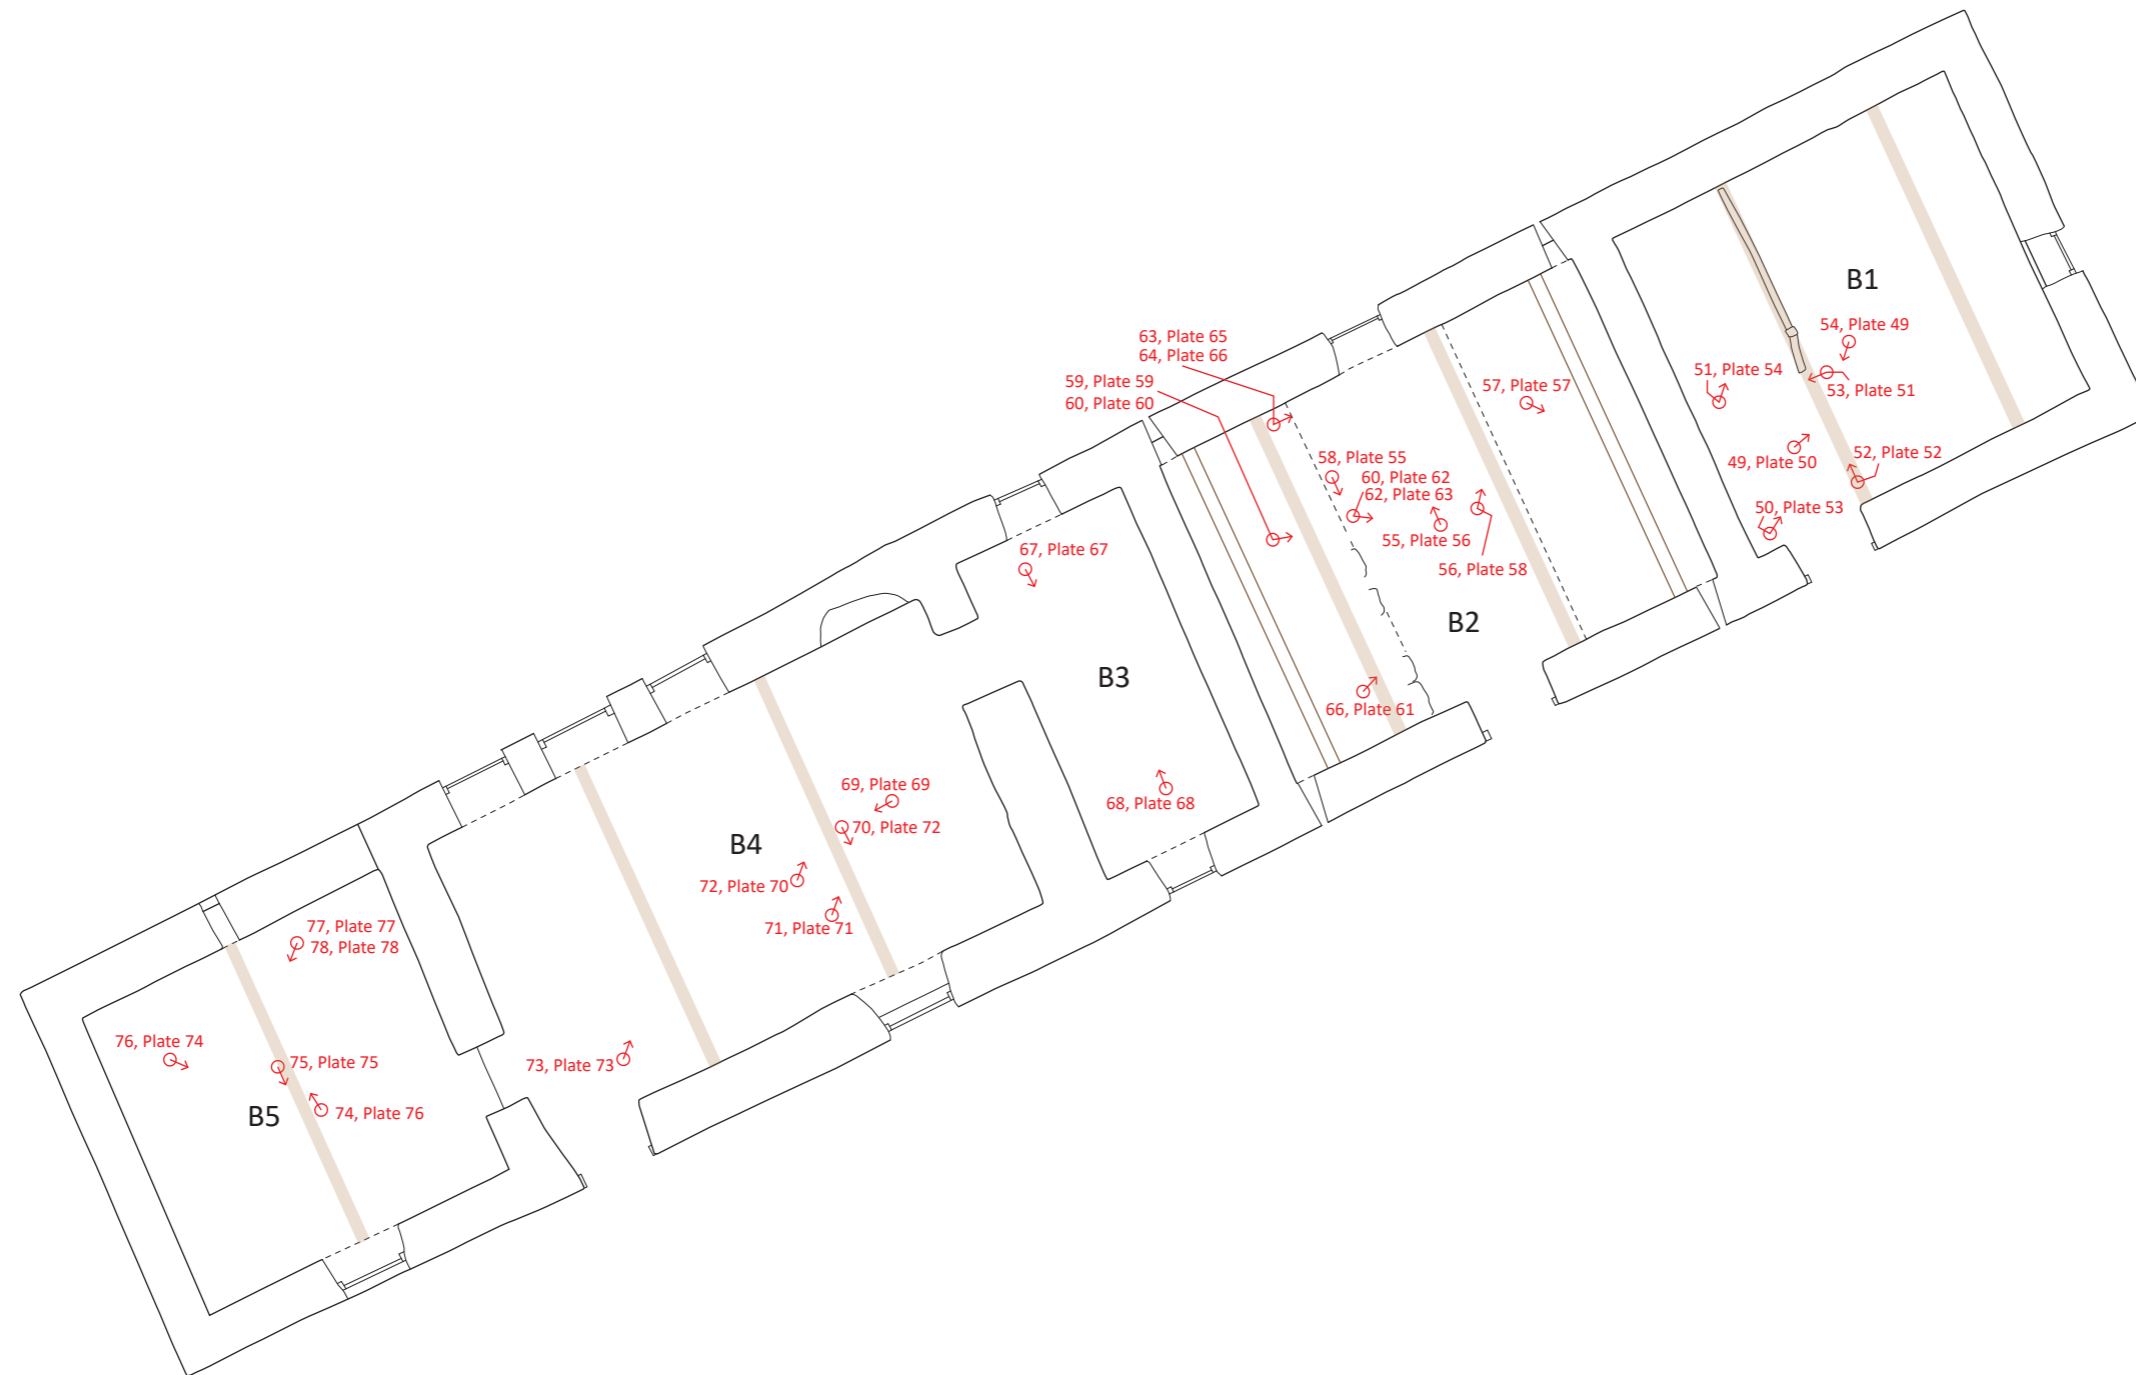 B1
54, Plate 49
53, Plate 51
51, Plate 54
49, Plate 50
52, Plate 52
50, Plate 53
63, Plate 65
64, Plate 66
59, Plate 59
60, Plate 60
57, Plate 57
58, Plate 55
60, Plate 62
62, Plate 63
55, Plate 56
56, Plate 58
B2
66, Plate 61
67, Plate 67
B3
68, Plate 68
69, Plate 69
70, Plate 72
B4
72, Plate 70
71, Plate 71
73, Plate 73
77, Plate 77
78, Plate 78
76, Plate 74
75, Plate 75
B5
74, Plate 76